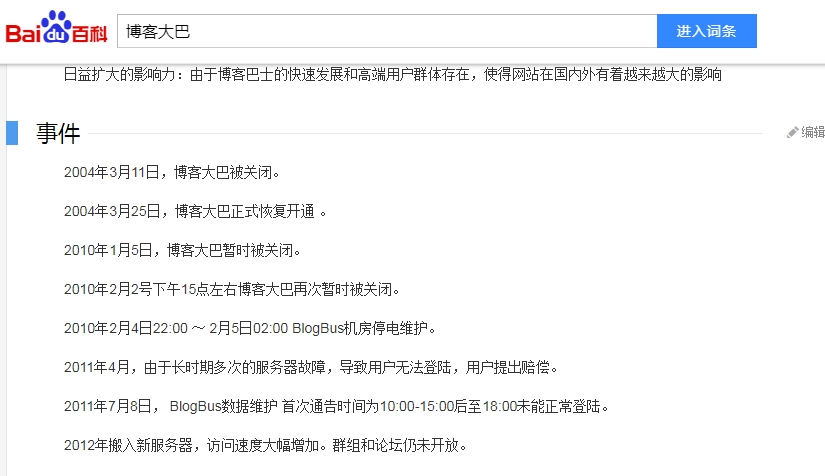 Bai du 百科
博客大巴
进入词条
日益扩大的影响力：由于博客巴士的快速发展和高端用户群体存在，使得网站在国内外有着越来越大的影响
事件
编辑
2004年3月11日，博客大巴被关闭。
2004年3月25日，博客大巴正式恢复开通 。
2010年1月5日，博客大巴暂时被关闭。
2010年2月2号下午15点左右博客大巴再次暂时被关闭。
2010年2月4日22:00 ～ 2月5日02:00 BlogBus机房停电维护。
2011年4月，由于长时期多次的服务器故障，导致用户无法登陆，用户提出赔偿。
2011年7月8日， BlogBus数据维护 首次通告时间为10:00-15:00后至18:00未能正常登陆。
2012年搬入新服务器，访问速度大幅增加。群组和论坛仍未开放。